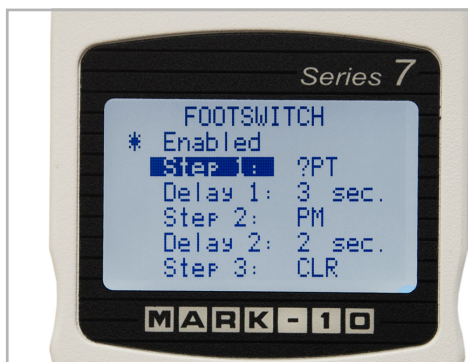 Series 7
FOOTSWITCH
* Enabled
Step 1: ?PT
Delay 1: 3 sec.
Step 2: PM
Delay 2: 2 sec.
Step 3: CLR
MARK-10